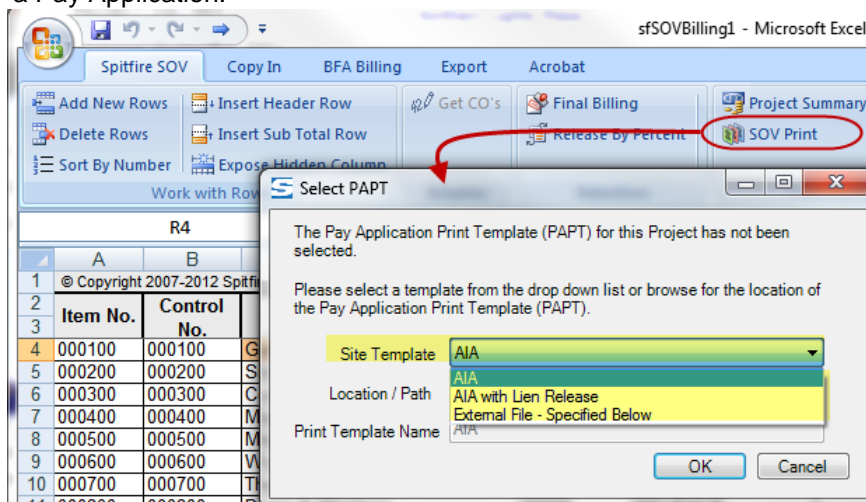 a Pay Application.
sfSOVBilling1 - Microsoft Excel
Spitfire SOV Copy In BFA Billing Export Acrobat
Add New Rows Insert Header Row Get CO's Final Billing Project Summary
Delete Rows Insert Sub Total Row Release By Percent SOV Print
Sort By Number Expose Hidden Column
Work with Row
Select PAPT
R4
The Pay Application Print Template (PAPT) for this Project has not been
selected.
A B
1 © Copyright 2007-2012 Spitfi
Please select a template from the drop down list or browse for the location of
the Pay Application Print Template (PAPT).
2 Item No. Control
3 No.
4 000100 000100 G
Site Template AIA
5 000200 000200 S
AIA
6 000300 000300 C
Location / Path AIA with Lien Release
7 000400 000400 M
External File - Specified Below
8 000500 000500 M
Print Template Name AIA
9 000600 000600 W
OK Cancel
10 000700 000700 Th